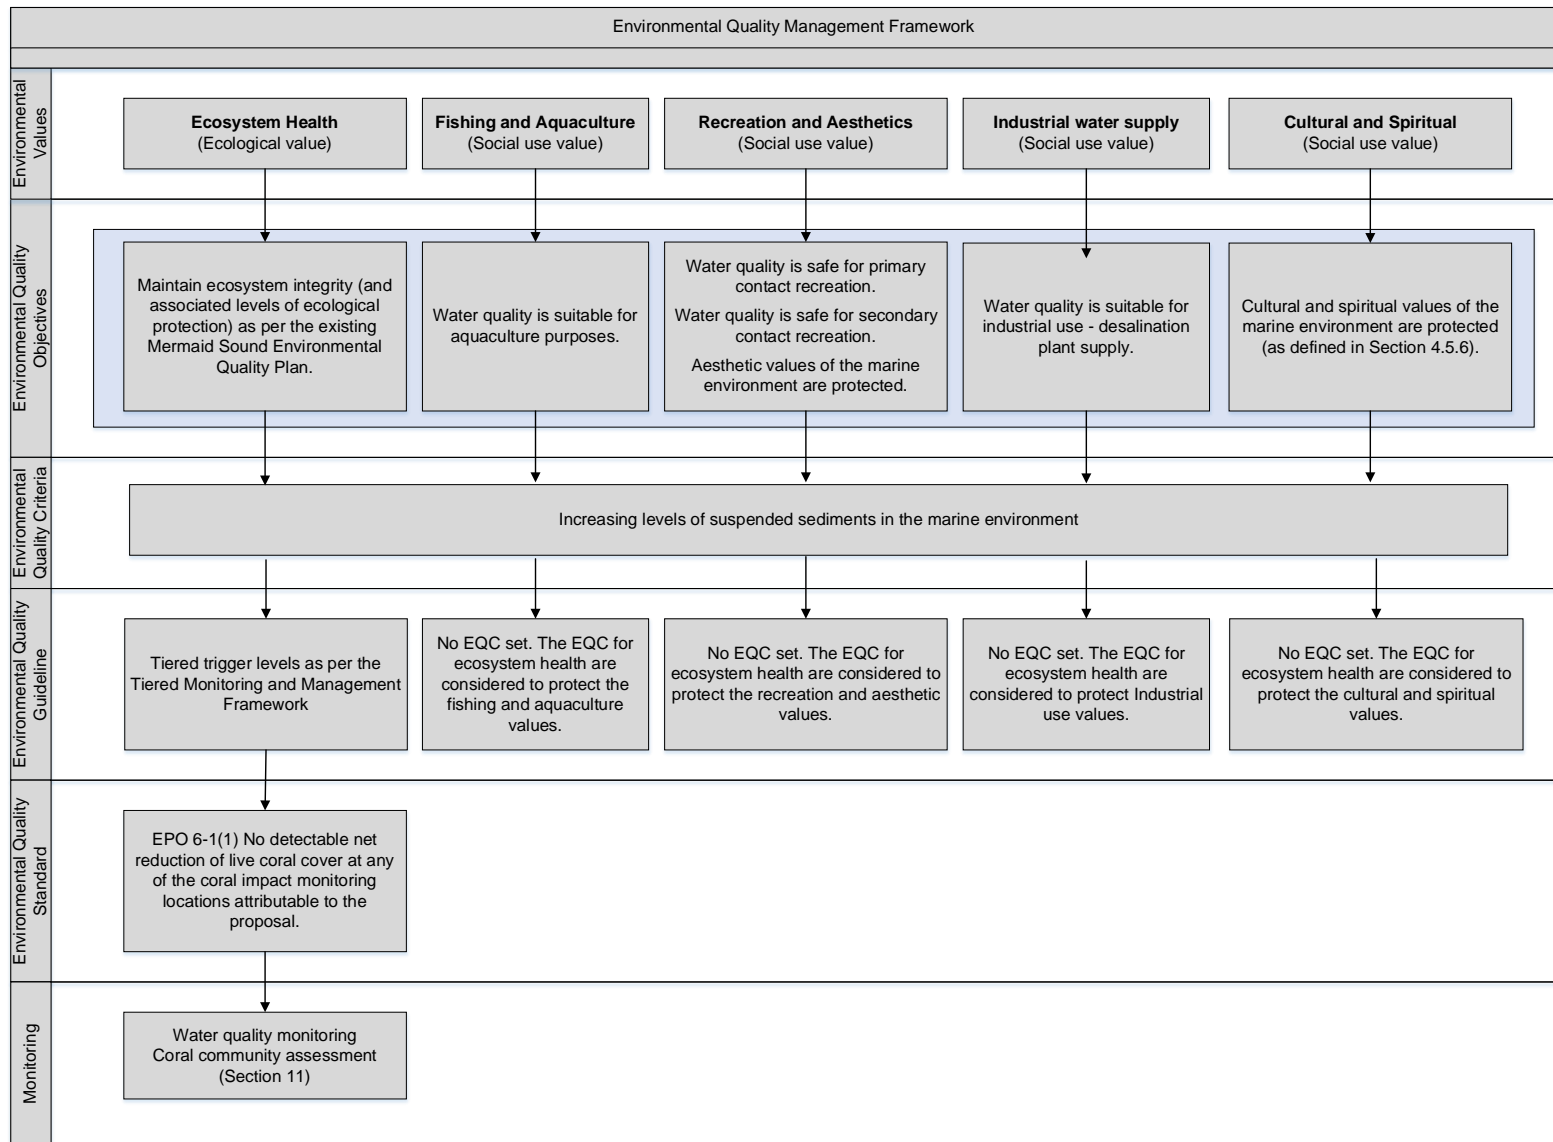 Environmental Quality Management Framework
Environmental
Values
Ecosystem Health
(Ecological value)
Fishing and Aquaculture
(Social use value)
Recreation and Aesthetics
(Social use value)
Industrial water supply
(Social use value)
Cultural and Spiritual
(Social use value)
Environmental Quality
Objectives
Maintain ecosystem integrity (and
associated levels of ecological
protection) as per the existing
Mermaid Sound Environmental
Quality Plan.
Water quality is suitable for
aquaculture purposes.
Water quality is safe for primary
contact recreation.
Water quality is safe for secondary
contact recreation.
Aesthetic values of the marine
environment are protected.
Water quality is suitable for
industrial use - desalination
plant supply.
Cultural and spiritual values of the
marine environment are protected
(as defined in Section 4.5.6).
Environmental
Quality Criteria
Increasing levels of suspended sediments in the marine environment
Environmental Quality
Guideline
Tiered trigger levels as per the
Tiered Monitoring and Management
Framework
No EQC set. The EQC for
ecosystem health are
considered to protect the
fishing and aquaculture
values.
No EQC set. The EQC for
ecosystem health are considered to
protect the recreation and aesthetic
values.
No EQC set. The EQC for
ecosystem health are
considered to protect Industrial
use values.
No EQC set. The EQC for
ecosystem health are considered to
protect the cultural and spiritual
values.
Environmental Quality
Standard
EPO 6-1(1) No detectable net
reduction of live coral cover at any
of the coral impact monitoring
locations attributable to the
proposal.
Monitoring
Water quality monitoring
Coral community assessment
(Section 11)